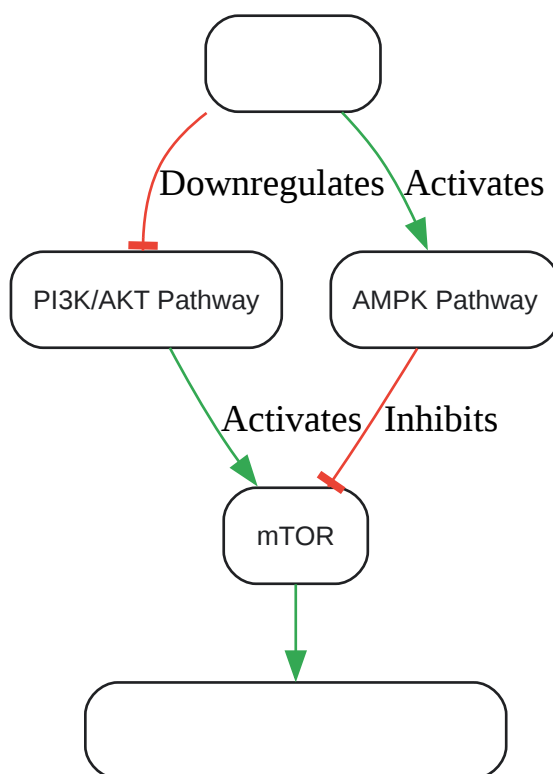 Downregulates Activates
PI3K/AKT Pathway AMPK Pathway
Activates Inhibits
mTOR